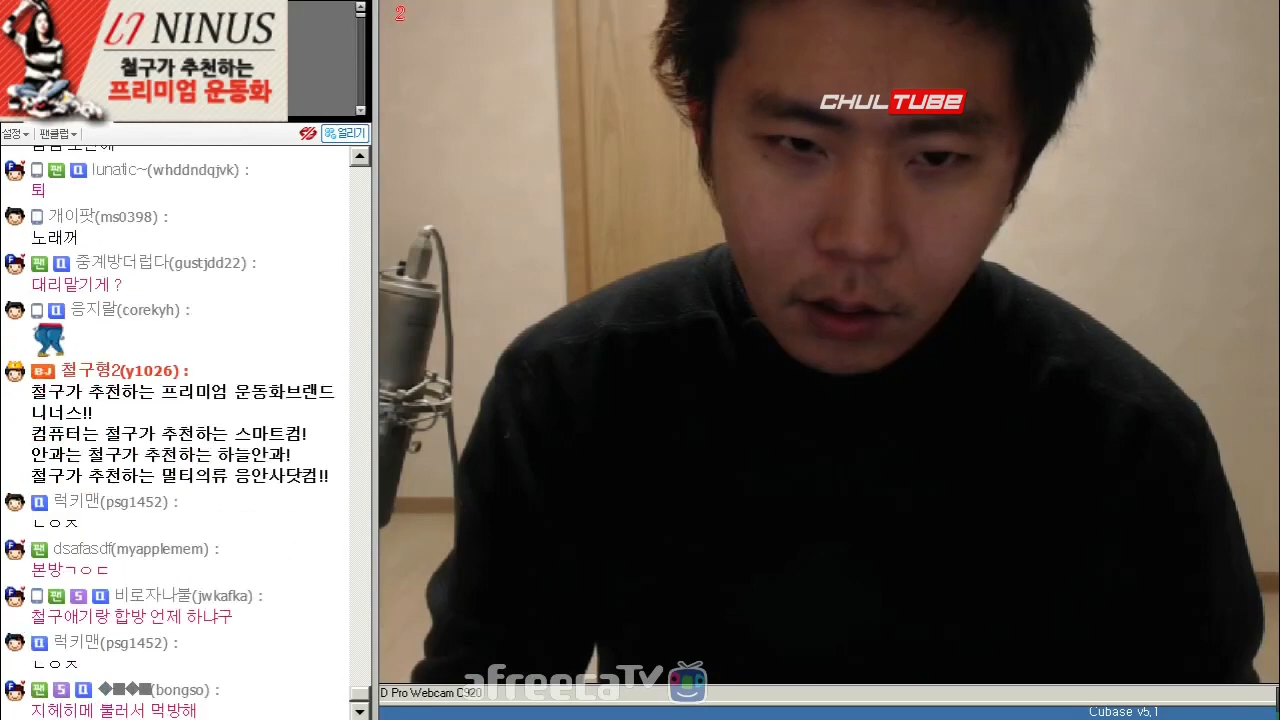 NINUS
철구가 추천하는
프리미엄 운동화
설정
팬클럽
얼리기
lunatic~(whddndqjvk) :
퇴
개이팟(ms0398) :
노래꺼
중계방더럽다(gustjdd22) :
대리맡기게 ?
응지랄(corekyh) :
BJ 철구형2(y1026) :
철구가 추천하는 프리미엄 운동화브랜드
니너스!!
컴퓨터는 철구가 추천하는 스마트컴!
안과는 철구가 추천하는 하늘안과!
철구가 추천하는 멀티의류 응안사닷컴!!
럭키맨(psg1452) :
ㄴㅇㅈ
팬 dsafasdf(myapplemem) :
본방ㄱㅇㄷ
팬 S 비로자나불(jwkafka) :
철구애기랑 합방 언제 하냐구
럭키맨(psg1452) :
ㄴㅇㅈ
팬 S ◆■◆■(bongso) :
지혜히메 불러서 먹방해
2
CHULTUBE
afreecaTV
D Pro Webcam C920
Cubase v5.1